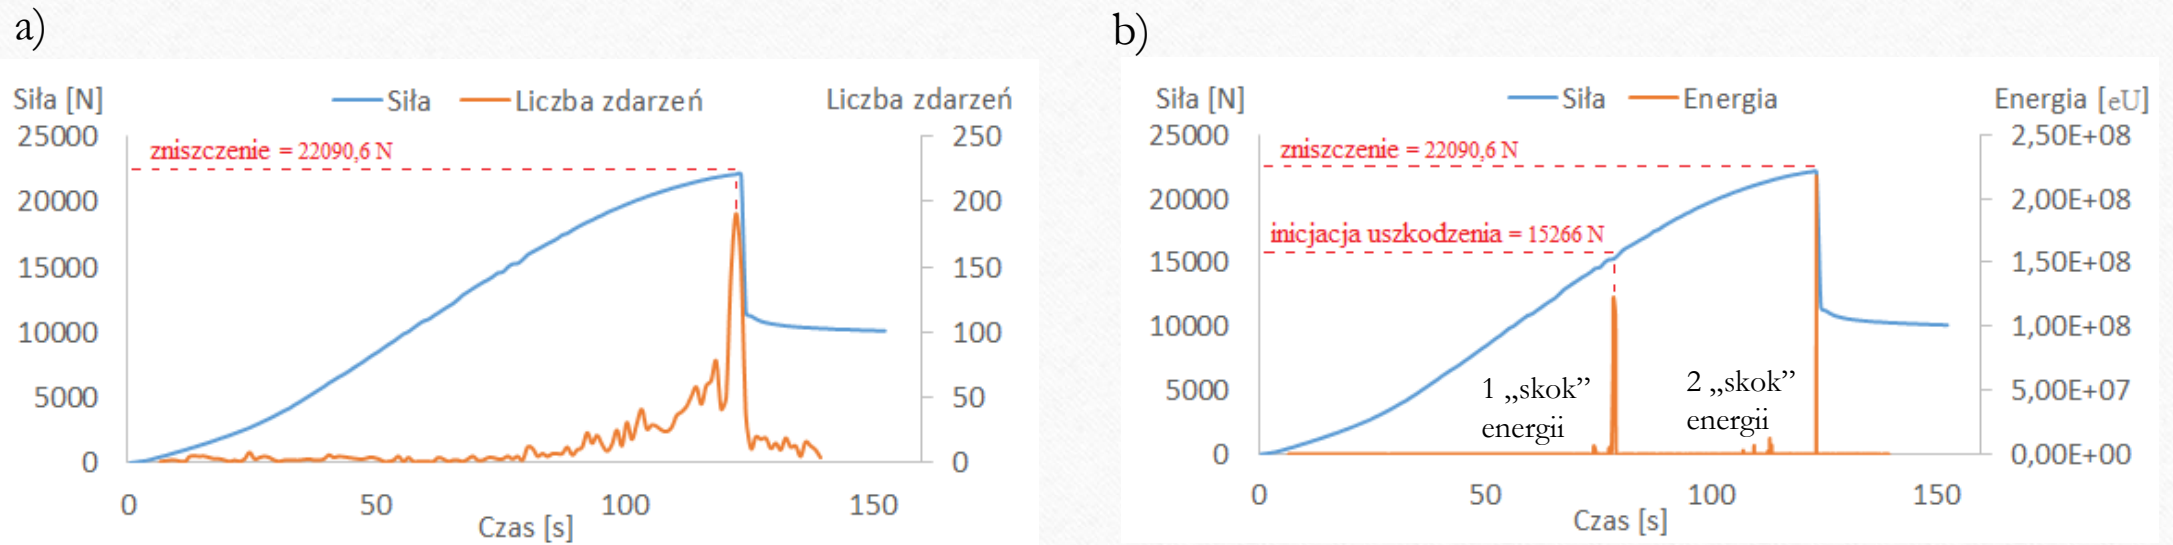 a)
Siła [N]
Siła
Liczba zdarzeń
Liczba zdarzeń
25000
20000
15000
10000
5000
0
zniszczenie = 22090,6 N
250
200
150
100
50
0
0
50
100
150
Czas [s]
b)
Siła [N]
Siła
Energia
Energia [eU]
25000
20000
15000
10000
5000
0
zniszczenie = 22090,6 N
inicjacja uszkodzenia = 15266 N
1 „skok”
energii
2 „skok”
energii
2,50E+08
2,00E+08
1,50E+08
1,00E+08
5,00E+07
0,00E+00
0
50
100
150
Czas [s]